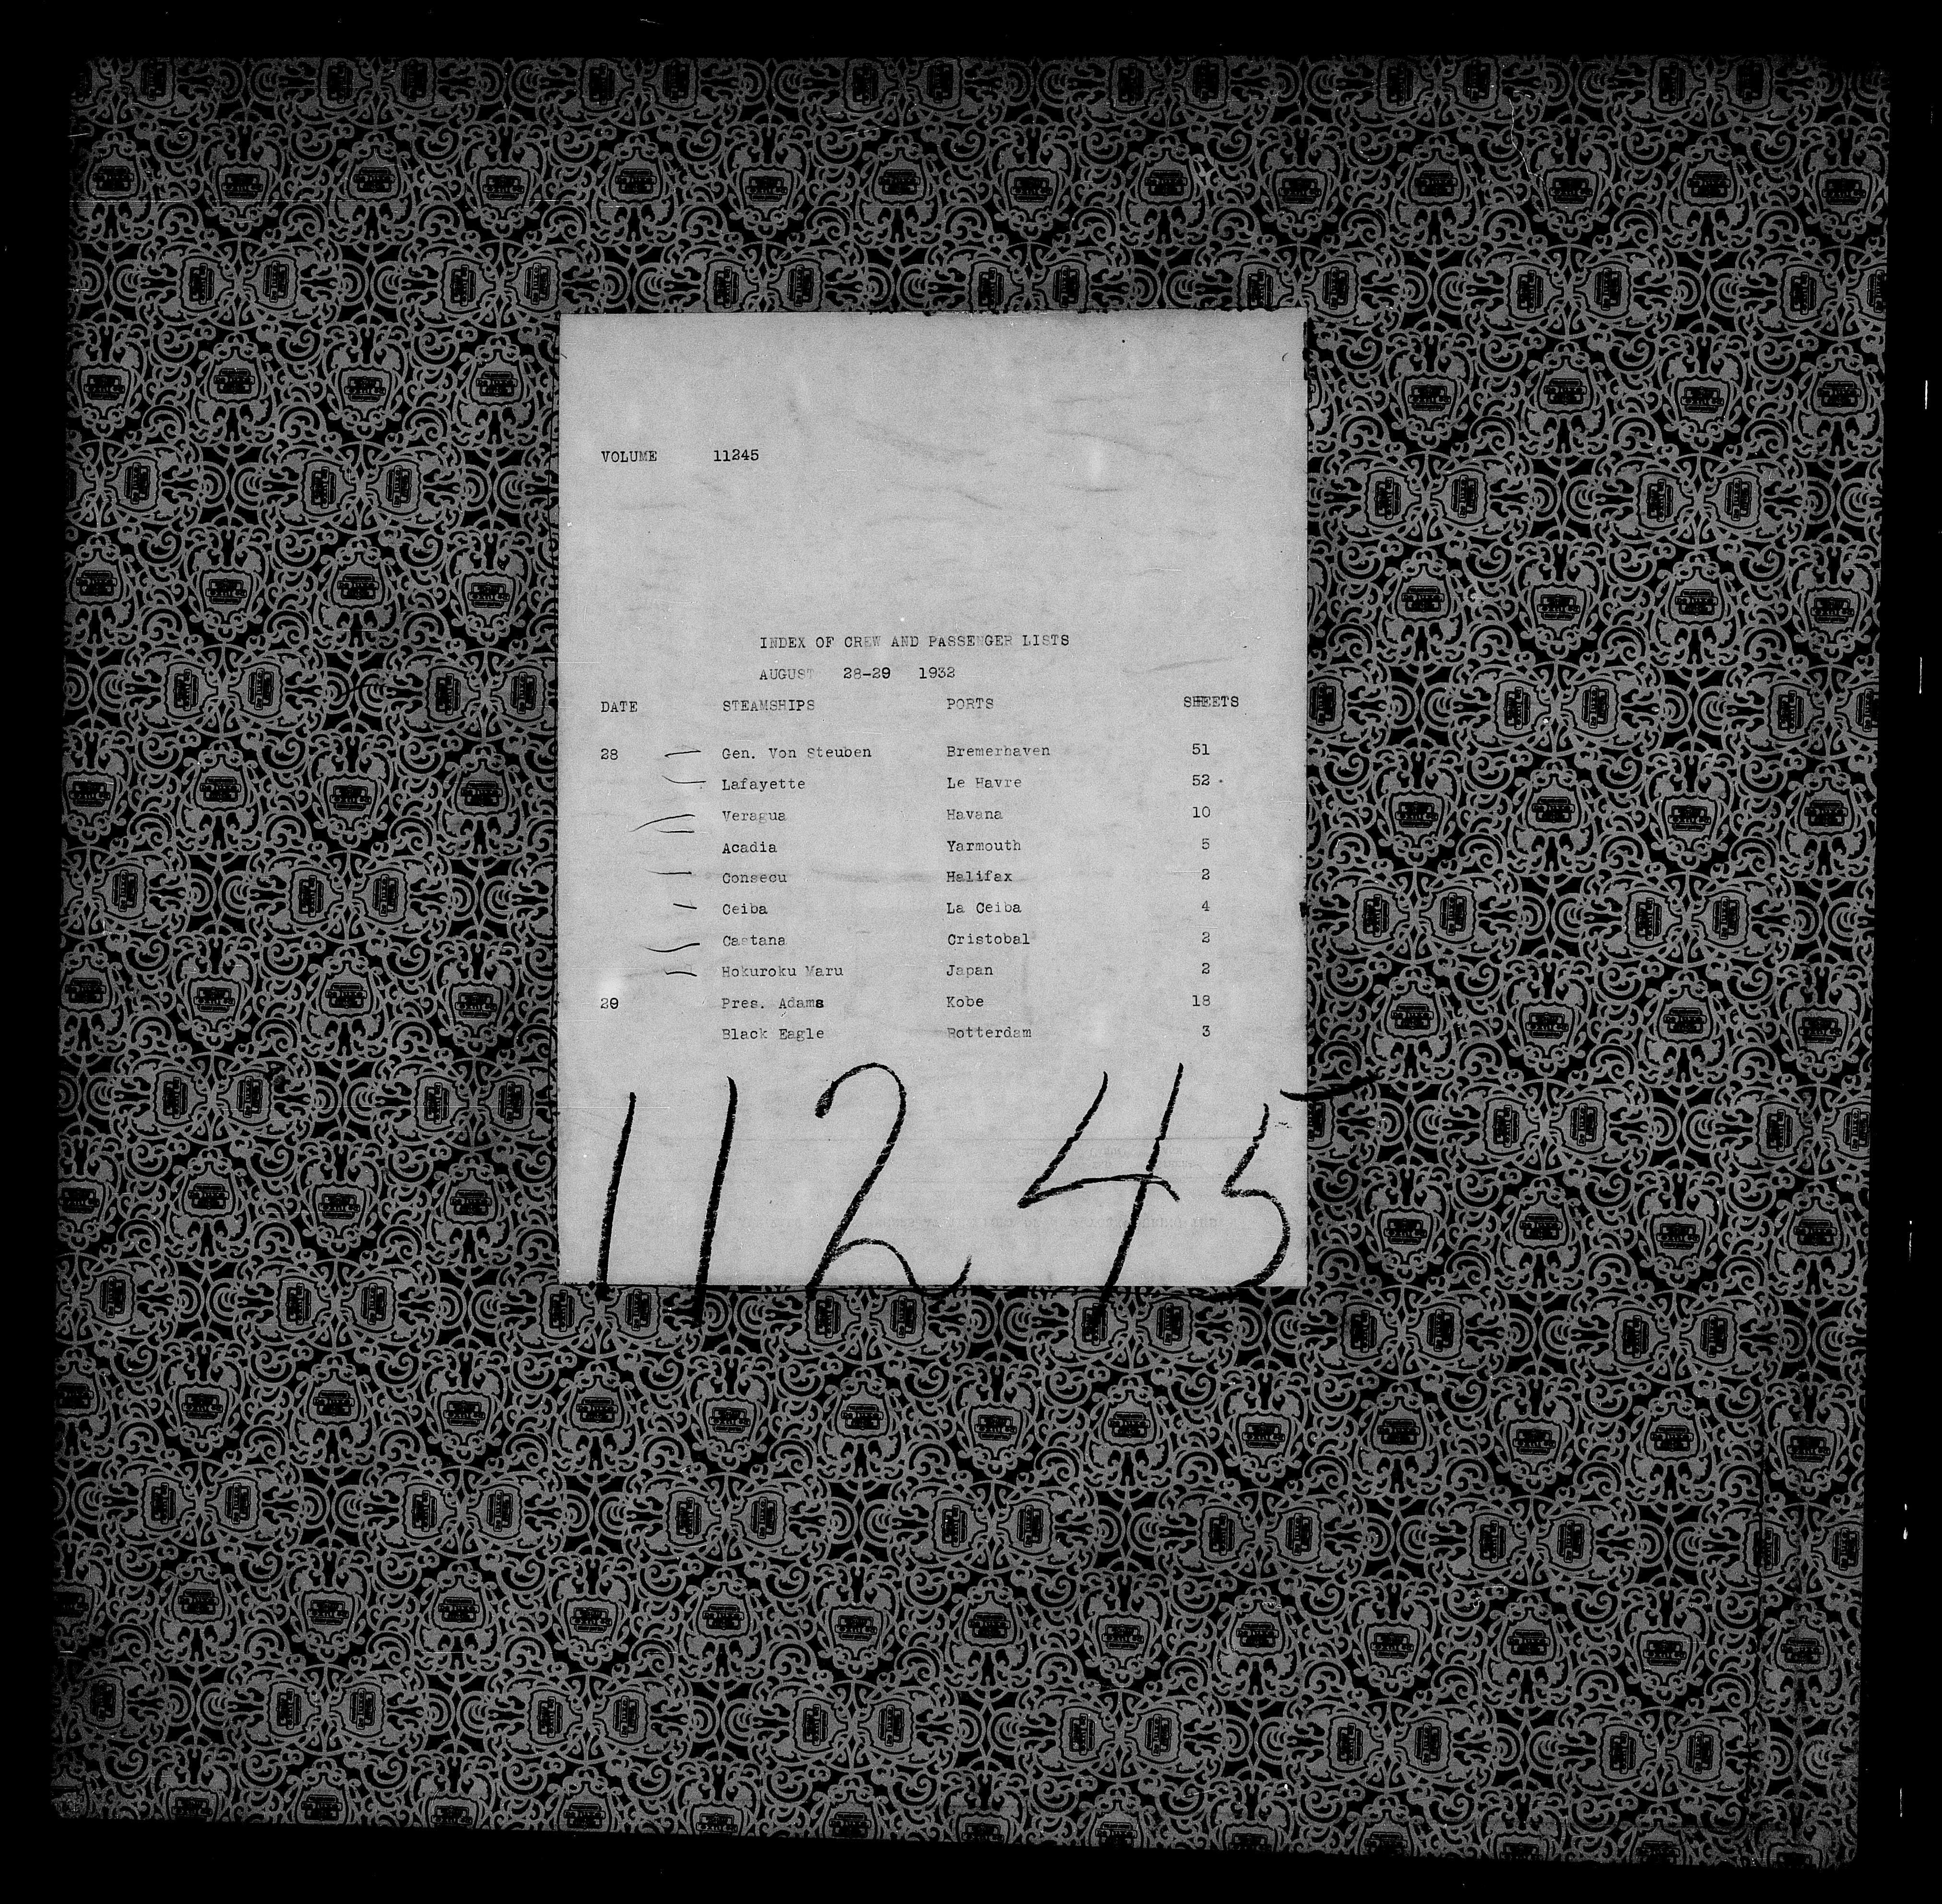 VOLUME 11245
INDEX OF CREW AND PASSENGER LISTS
AUGUST 28-29 1932
DATE STEAMSHIPS PORTS SHEETS
28 Gen. Von Steuben Bremerhaven 51
Lafayette Le Havre 52
Veragua Havana 10
Acadia Yarmouth 5
Consecu Halifax 2
Ceiba La Ceiba 4
Castana Cristobal 2
Hokuroku Maru Japan 2
29 Pres. Adams Kobe 18
Black Eagle Rotterdam 3
11245